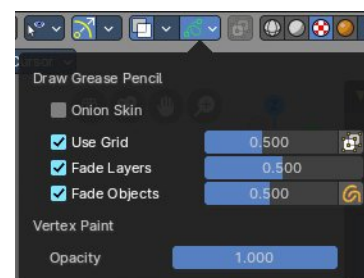 Cursor
Draw Grease Pencil
Onion Skin
Use Grid 0.500
Fade Layers 0.500
Fade Objects 0.500
Vertex Paint
Opacity 1.000